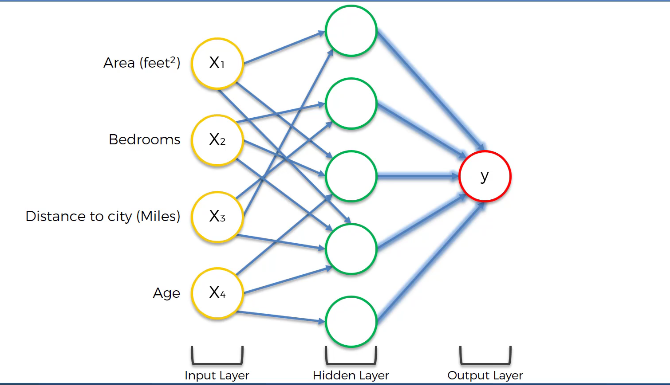 Area (feet²)
X₁
Bedrooms
X₂
y
Distance to city (Miles)
X₃
Age
X₄
Input Layer
Hidden Layer
Output Layer